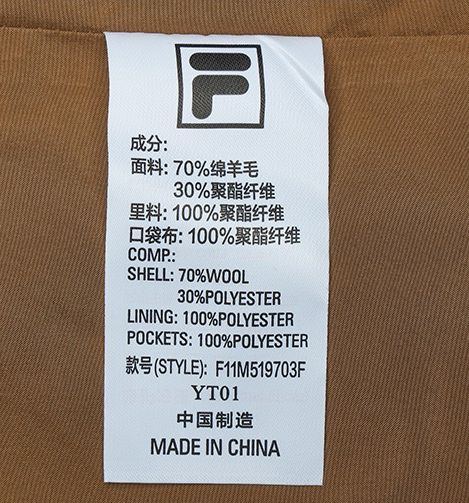 成分:
面料: 70%绵羊毛
30%聚酯纤维
里料: 100%聚酯纤维
口袋布: 100%聚酯纤维
COMP.:
SHELL: 70%WOOL
30%POLYESTER
LINING: 100%POLYESTER
POCKETS: 100%POLYESTER
款号(STYLE): F11M519703F
YT01
中国制造
MADE IN CHINA